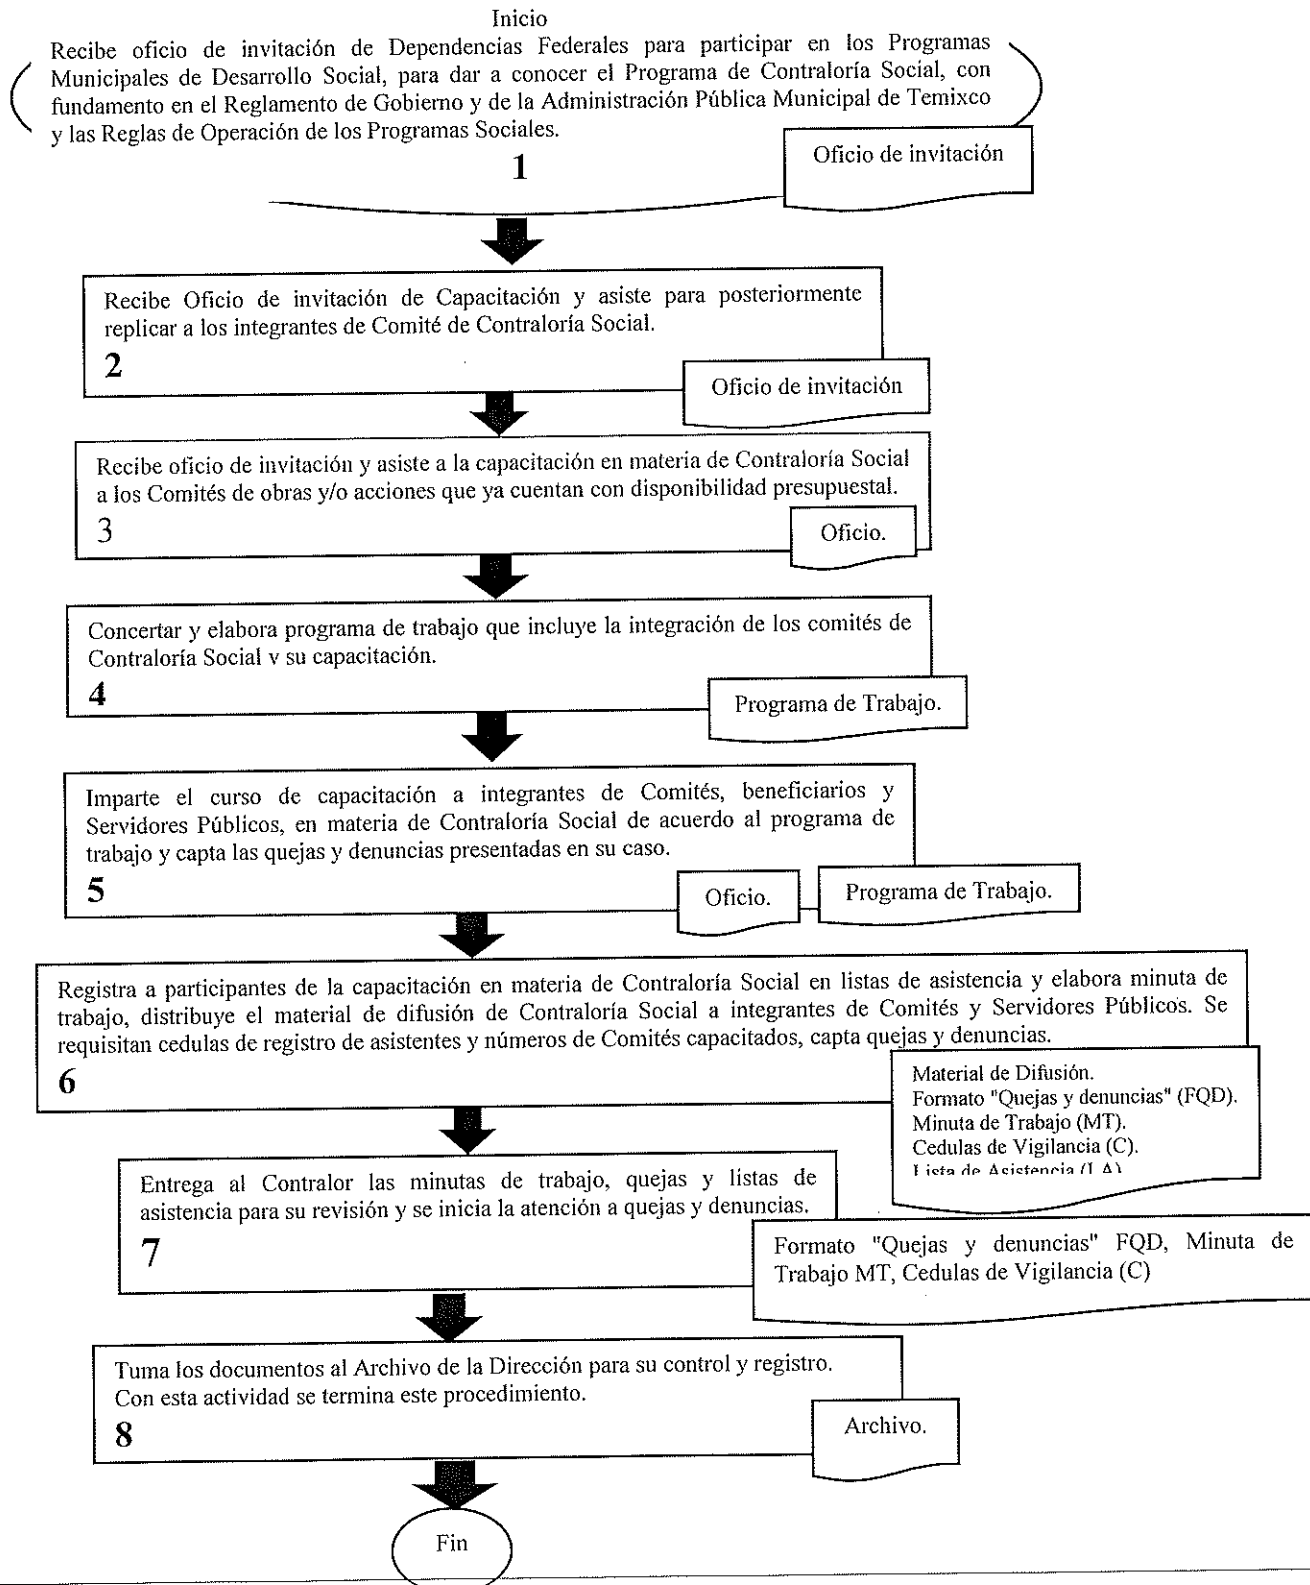 Inicio
Recibe oficio de invitación de Dependencias Federales para participar en los Programas
Municipales de Desarrollo Social, para dar a conocer el Programa de Contraloría Social, con
fundamento en el Reglamento de Gobierno y de la Administración Pública Municipal de Temixco
y las Reglas de Operación de los Programas Sociales.
Oficio de invitación
1
Recibe Oficio de invitación de Capacitación y asiste para posteriormente
replicar a los integrantes de Comité de Contraloría Social.
2
Oficio de invitación
Recibe oficio de invitación y asiste a la capacitación en materia de Contraloría Social
a los Comités de obras y/o acciones que ya cuentan con disponibilidad presupuestal.
3
Oficio.
Concertar y elabora programa de trabajo que incluye la integración de los comités de
Contraloría Social v su capacitación.
4
Programa de Trabajo.
Imparte el curso de capacitación a integrantes de Comités, beneficiarios y
Servidores Públicos, en materia de Contraloría Social de acuerdo al programa de
trabajo y capta las quejas y denuncias presentadas en su caso.
5
Oficio.
Programa de Trabajo.
Registra a participantes de la capacitación en materia de Contraloría Social en listas de asistencia y elabora minuta de
trabajo, distribuye el material de difusión de Contraloría Social a integrantes de Comités y Servidores Públicos. Se
requisitan cedulas de registro de asistentes y números de Comités capacitados, capta quejas y denuncias.
6
Material de Difusión.
Formato "Quejas y denuncias" (FQD).
Minuta de Trabajo (MT).
Cedulas de Vigilancia (C).
Lista de Asistencia (LA)
Entrega al Contralor las minutas de trabajo, quejas y listas de
asistencia para su revisión y se inicia la atención a quejas y denuncias.
7
Formato "Quejas y denuncias" FQD, Minuta de
Trabajo MT, Cedulas de Vigilancia (C)
Tuma los documentos al Archivo de la Dirección para su control y registro.
Con esta actividad se termina este procedimiento.
8
Archivo.
Fin